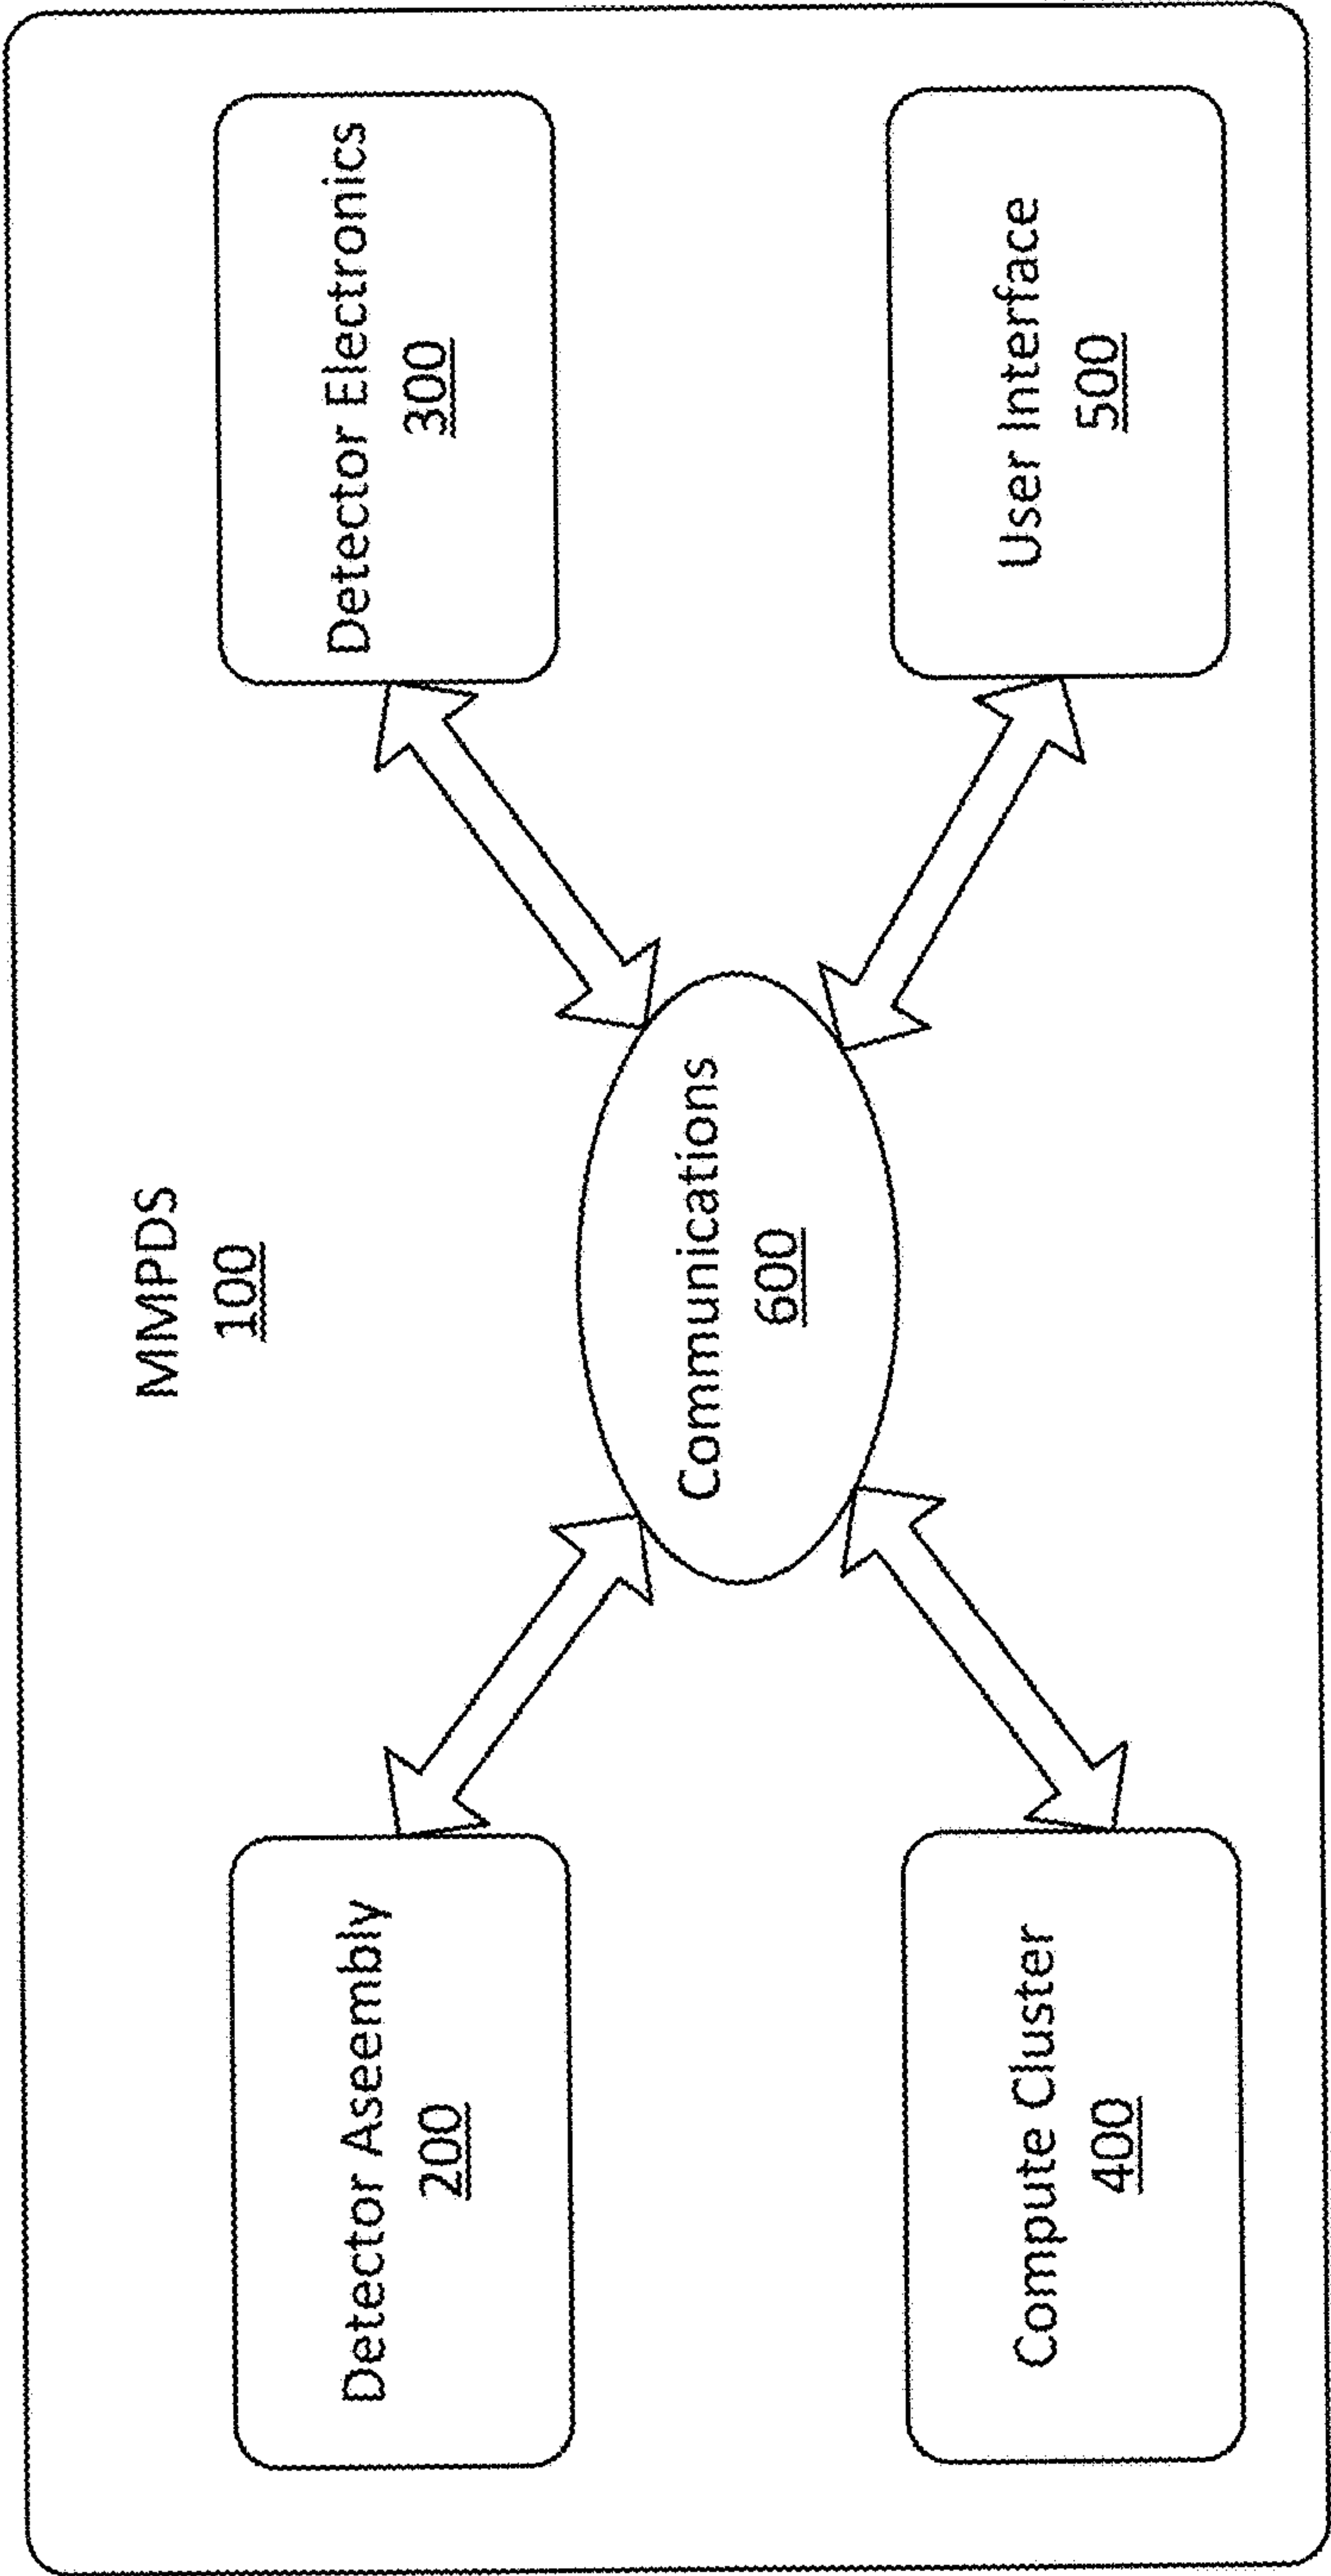 MMPDS
100
Detector Aseembly
200
Detector Electronics
300
Communications
600
Compute Cluster
400
User Interface
500